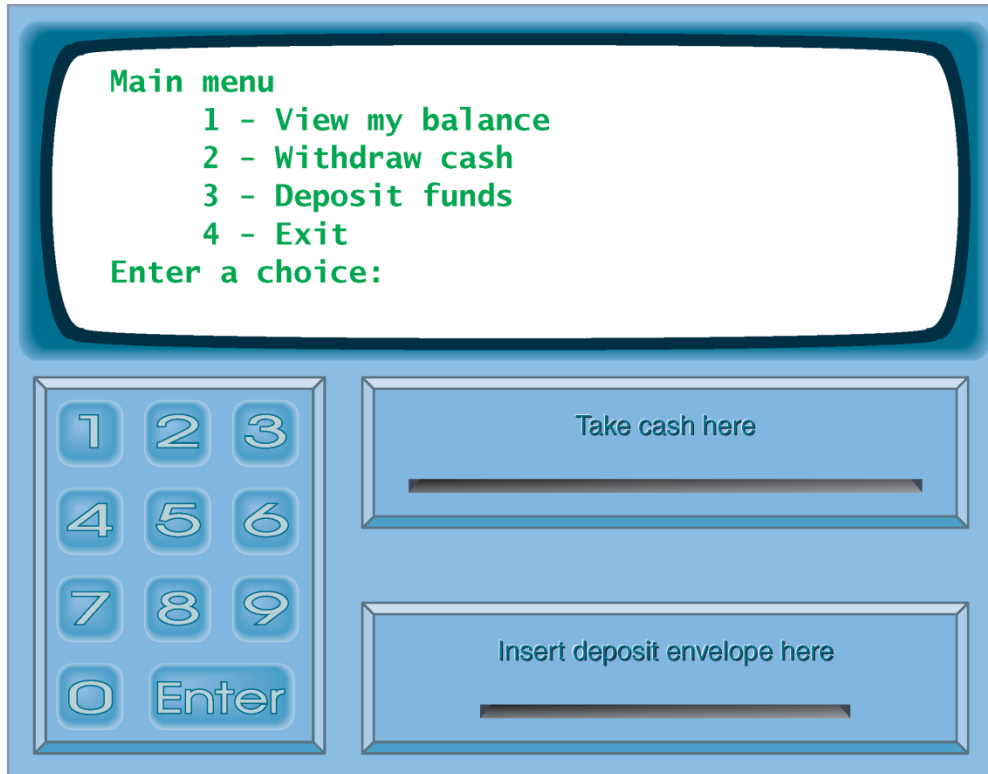 Main menu
1 - View my balance
2 - Withdraw cash
3 - Deposit funds
4 - Exit
Enter a choice:
1 2 3
4 5 6
7 8 9
0 Enter
Take cash here
Insert deposit envelope here